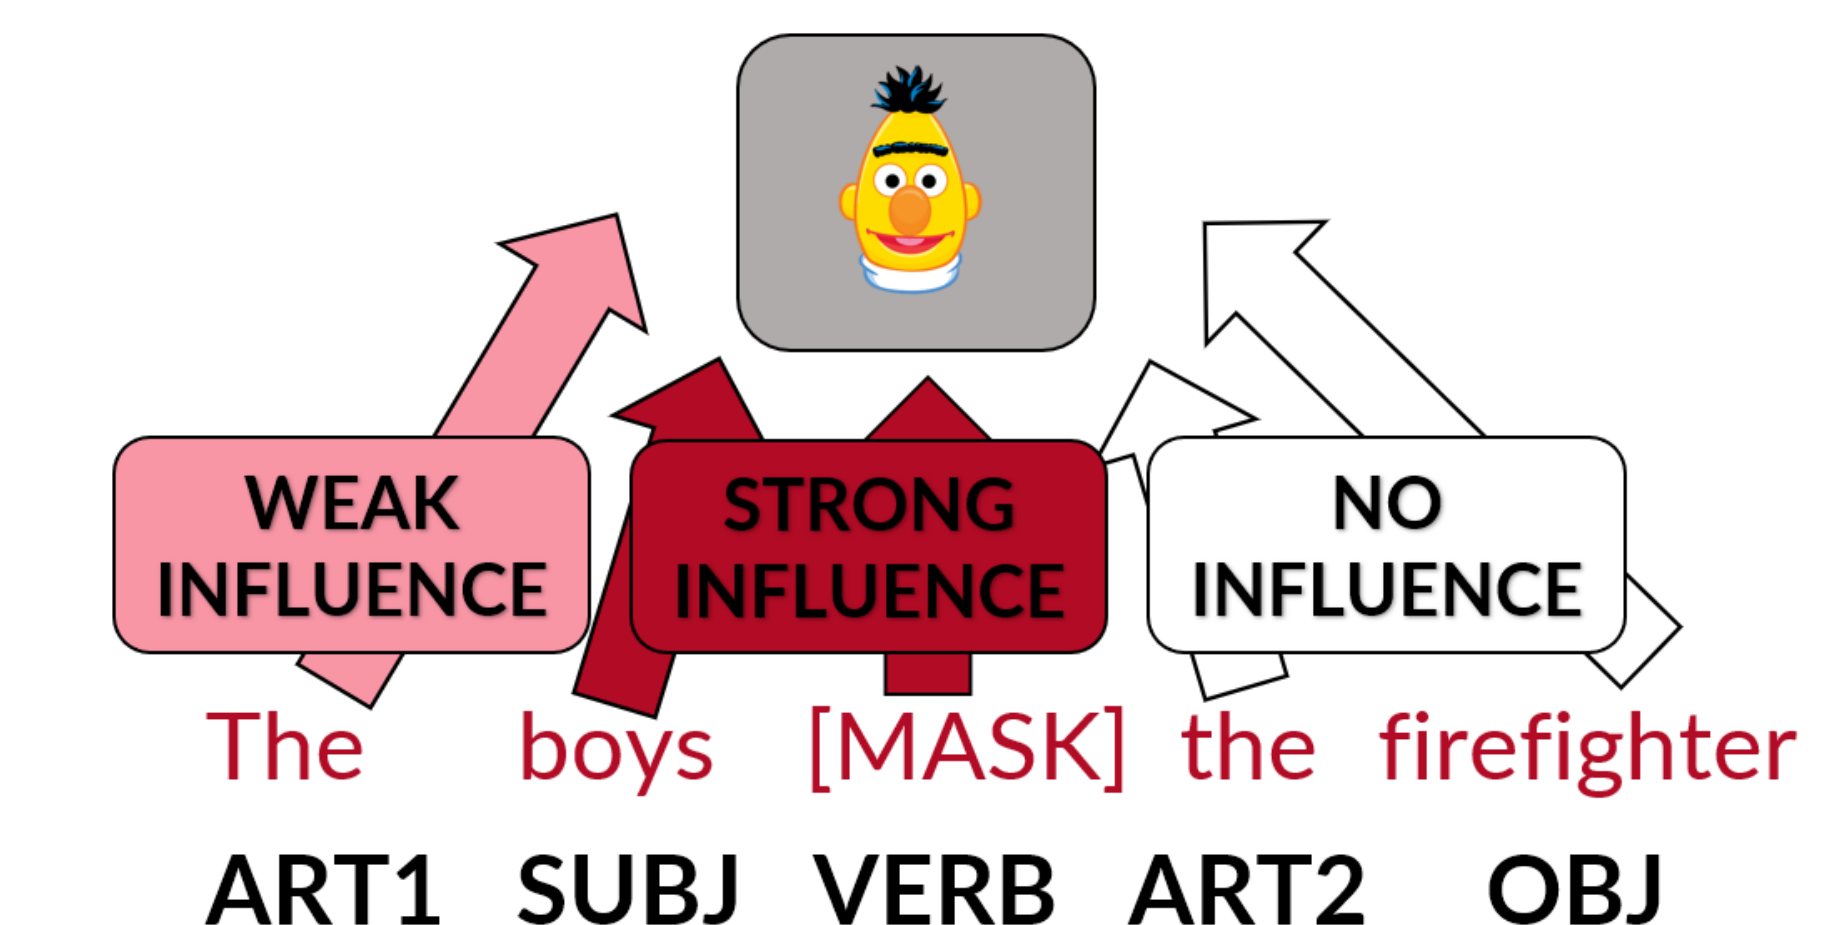 WEAK
INFLUENCE
STRONG
INFLUENCE
NO
INFLUENCE
The boys [MASK] the firefighter
ART1 SUBJ VERB ART2 OBJ